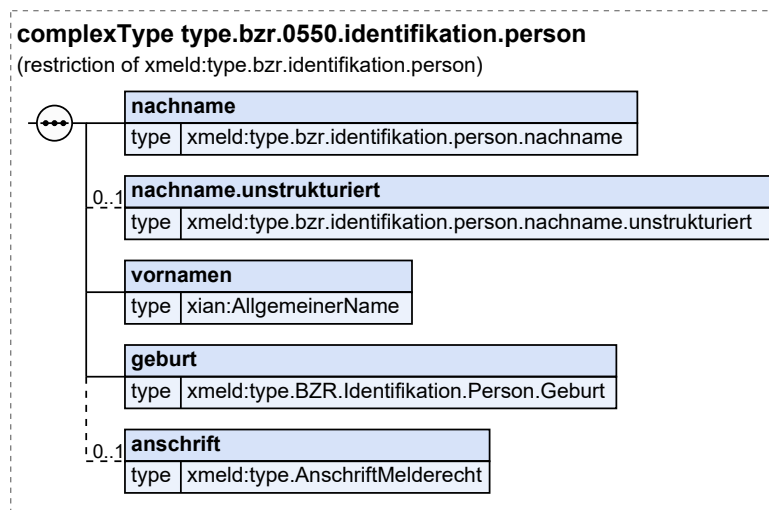 complexType type.bzr.0550.identifikation.person
(restriction of xmeld:type.bzr.identifikation.person)
nachname
type xmeld:type.bzr.identifikation.person.nachname
0..1 nachname.unstrukturiert
type xmeld:type.bzr.identifikation.person.nachname.unstrukturiert
vornamen
type xian:AllgemeinerName
geburt
type xmeld:type.BZR.Identifikation.Person.Geburt
0..1 anschrift
type xmeld:type.AnschriftMelderecht